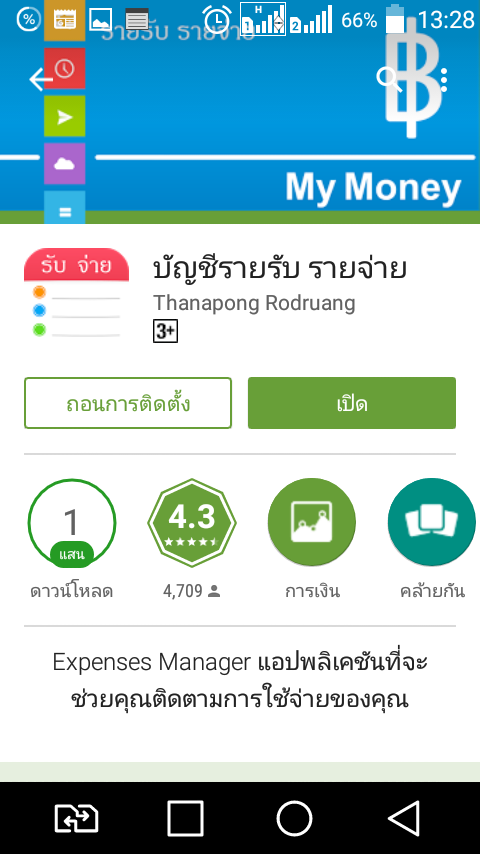 66% 13:28
รายรับ รายจ่าย
My Money
รับ จ่าย
บัญชีรายรับ รายจ่าย
Thanapong Rodruang
3+
ถอนการติดตั้ง
เปิด
1
แสน
ดาวน์โหลด
4.3
4,709
การเงิน
คล้ายกัน
Expenses Manager แอปพลิเคชันที่จะ
ช่วยคุณติดตามการใช้จ่ายของคุณ